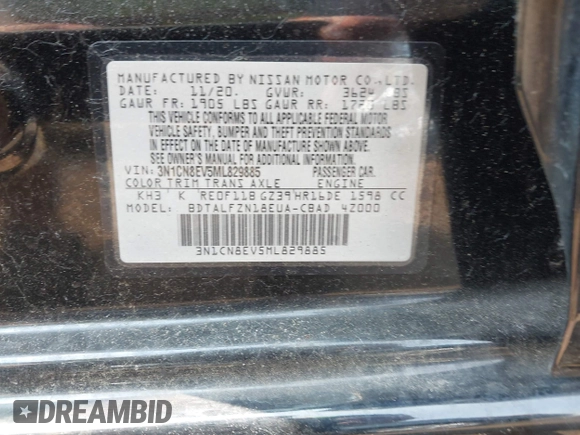 MANUFACTURED BY NISSAN MOTOR CO.,LTD.
DATE: 11/20. GVWR: 3624 LBS
GAWR FR: 1905 LBS GAWR RR: LBS
THIS VEHICLE CONFORMS TO ALL APPLICABLE FEDERAL MOTOR
VEHICLE SAFETY, BUMPER AND THEFT PREVENTION STANDARDS
IN EFFECT ON THE DATE OF MANUFACTURE SHOWN ABOVE.
SEE OWNER'S MANUAL FOR ADDITIONAL INFORMATION.
VIN: 3N1CN8EV5ML829885 PASSENGER CAR.
COLOR TRIM TRANS AXLE ENGINE
KH3 K RE0F11B GZ39 HR16DE 1598 CC
MODEL: BDTALFZN18EUA-CBAD 4Z000
3N1CN8EV5ML829885
DREAMBID